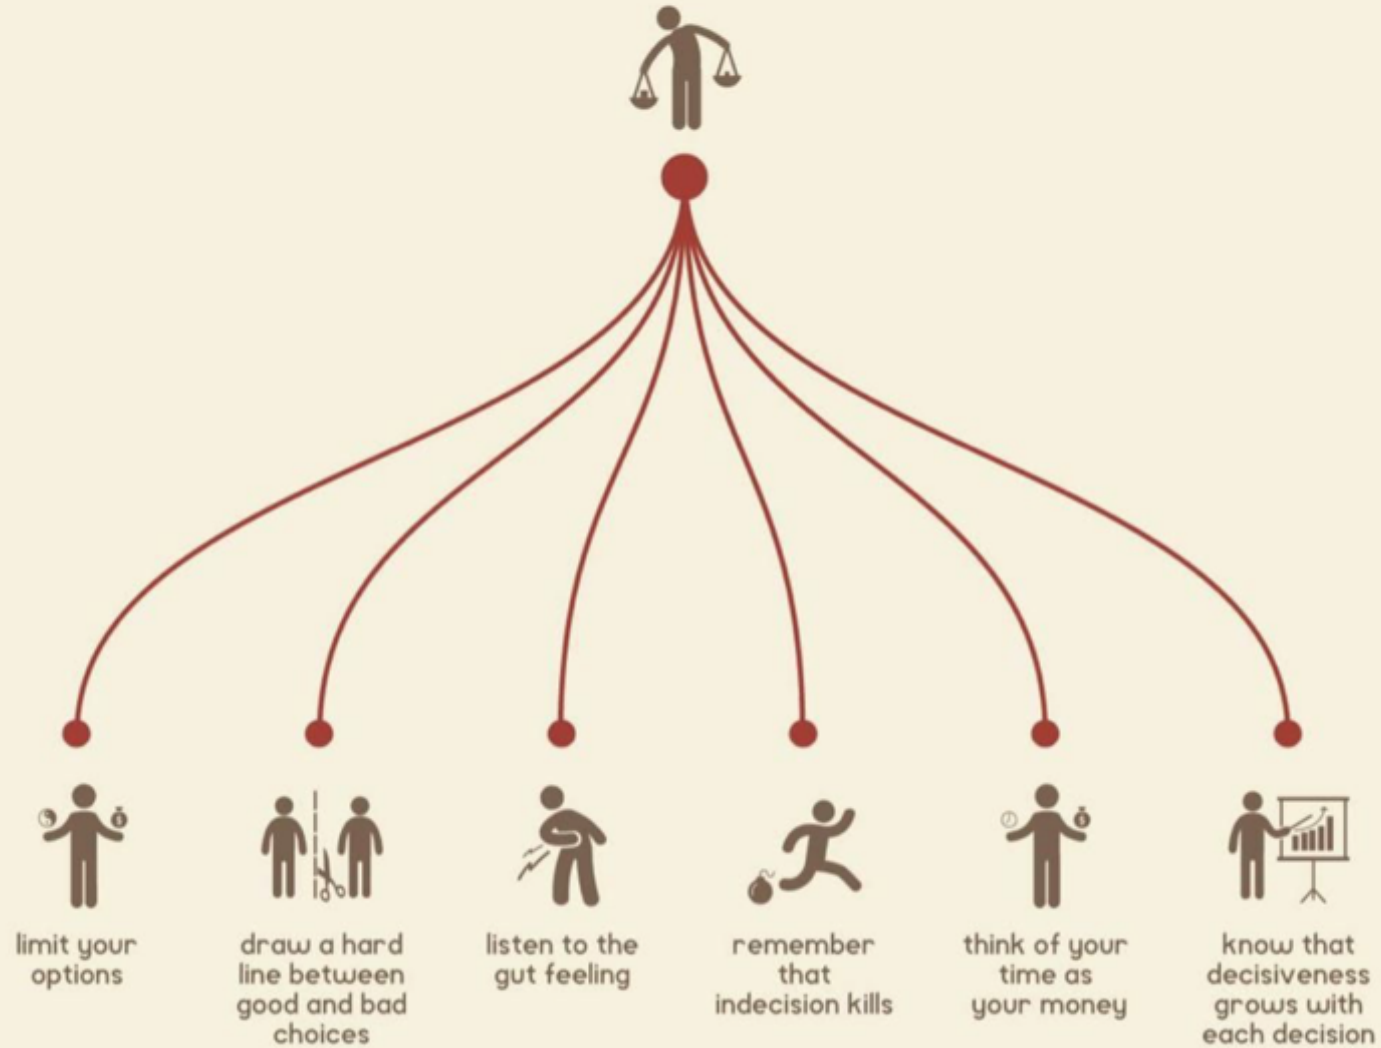 limit your
options
draw a hard
line between
good and bad
choices
listen to the
gut feeling
remember
that
indecision kills
think of your
time as
your money
know that
decisiveness
grows with
each decision